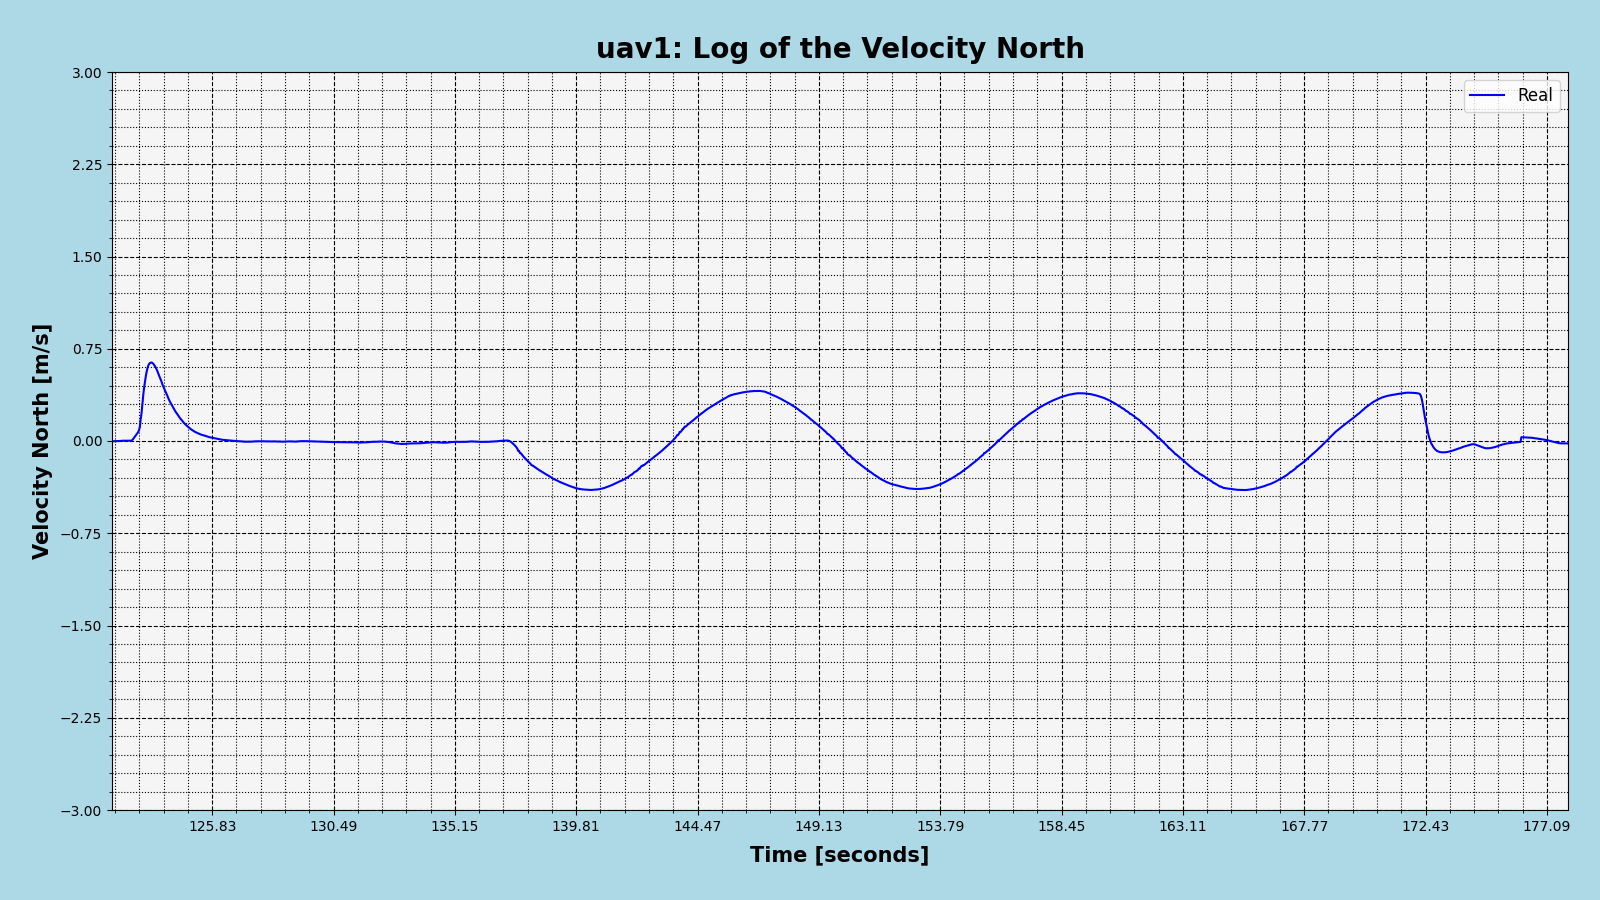 uav1: Log of the Velocity North
3.00
2.25
1.50
0.75
0.00
−0.75
−1.50
−2.25
−3.00
Velocity North [m/s]
Real
125.83 130.49 135.15 139.81 144.47 149.13 153.79 158.45 163.11 167.77 172.43 177.09
Time [seconds]